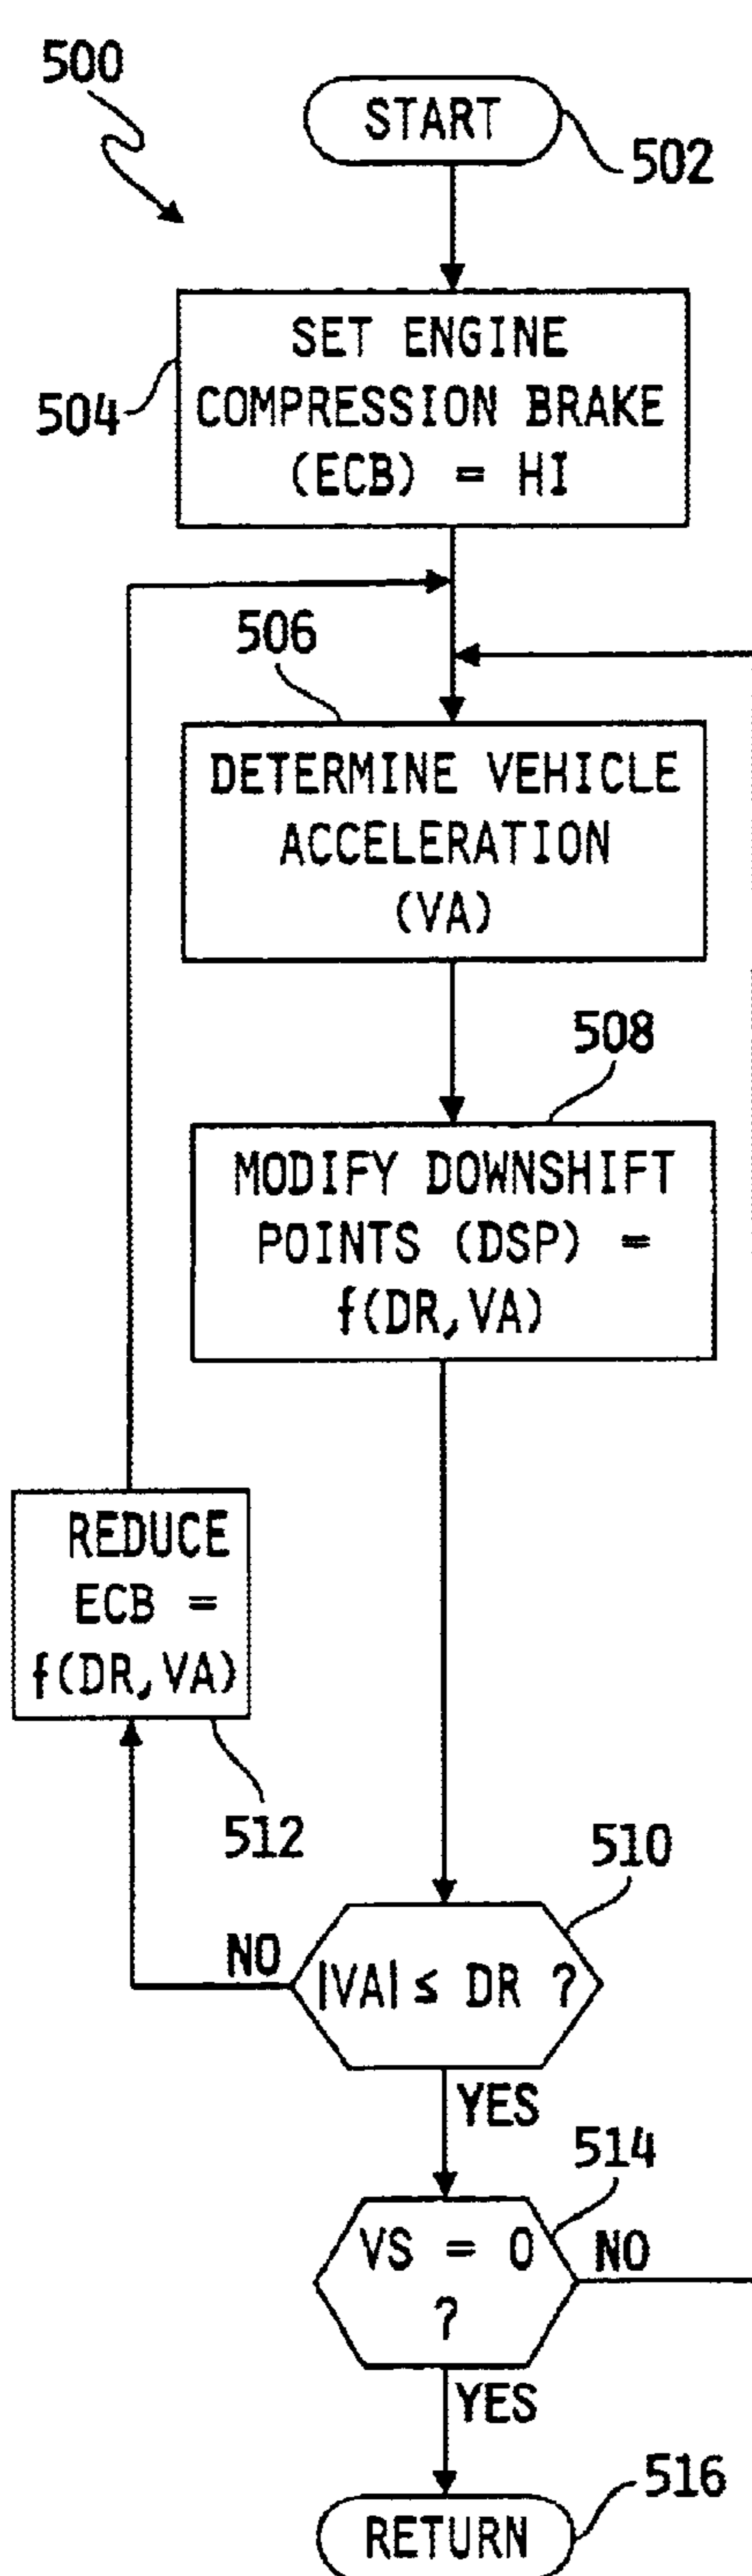 500
START
502
SET ENGINE
COMPRESSION BRAKE
(ECB) = HI
504
506
DETERMINE VEHICLE
ACCELERATION
(VA)
508
MODIFY DOWNSHIFT
POINTS (DSP) =
f(DR,VA)
REDUCE
ECB =
f(DR,VA)
512
510
NO
|VA| ≤ DR ?
YES
514
VS = 0
?
NO
YES
516
RETURN